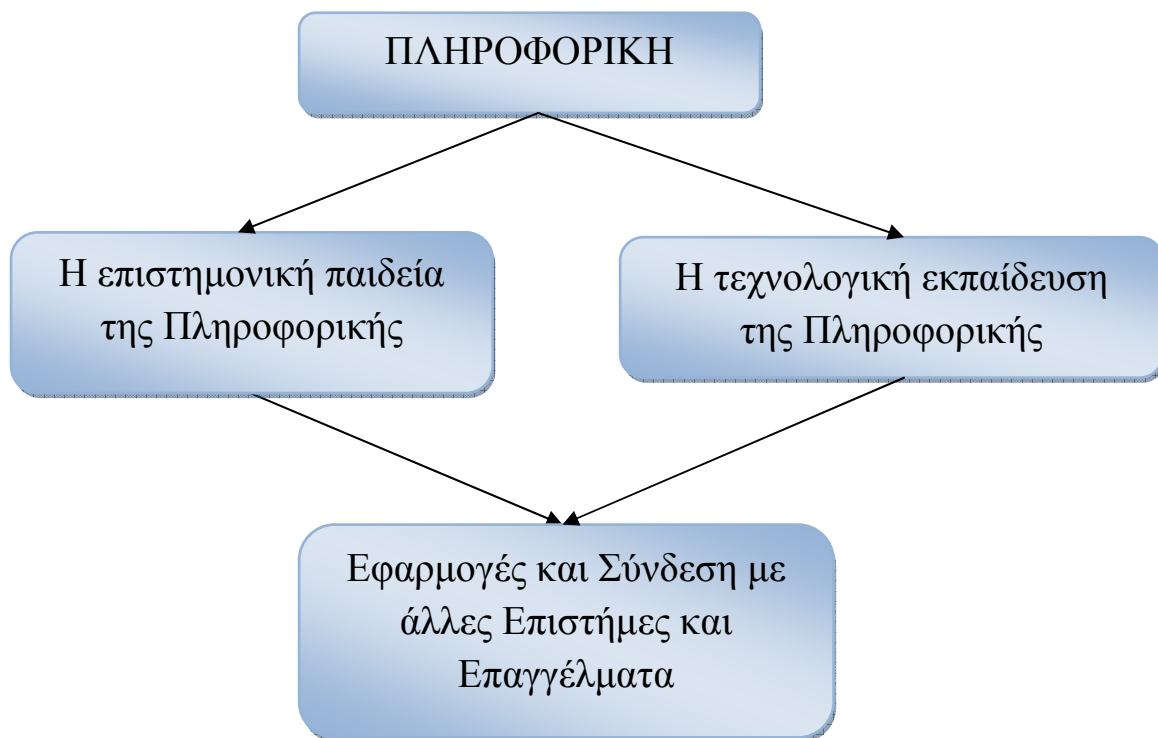 ΠΛΗΡΟΦΟΡΙΚΗ
Η επιστημονική παιδεία
της Πληροφορικής
Η τεχνολογική εκπαίδευση
της Πληροφορικής
Εφαρμογές και Σύνδεση με
άλλες Επιστήμες και
Επαγγέλματα